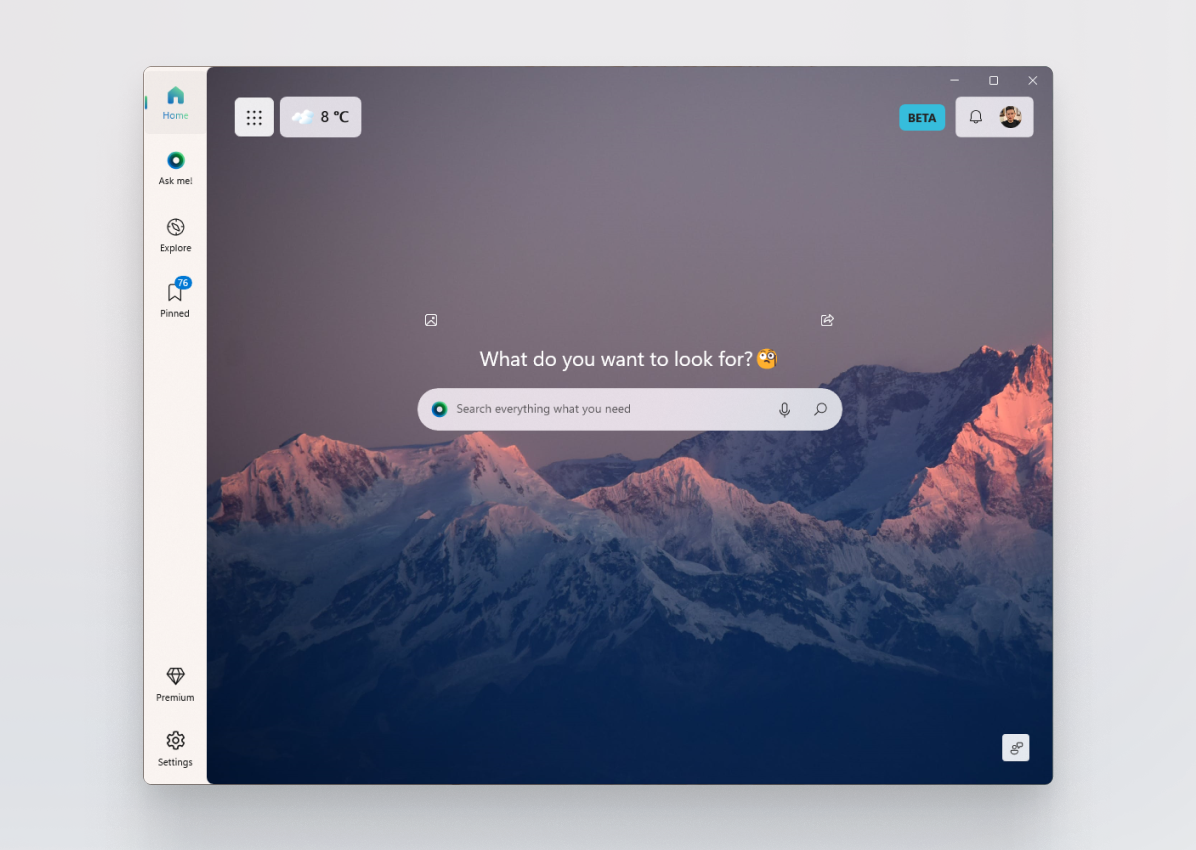 Home
Ask me!
Explore
76
Pinned
Premium
Settings
8 °C
BETA
What do you want to look for?🧐
Search everything what you need